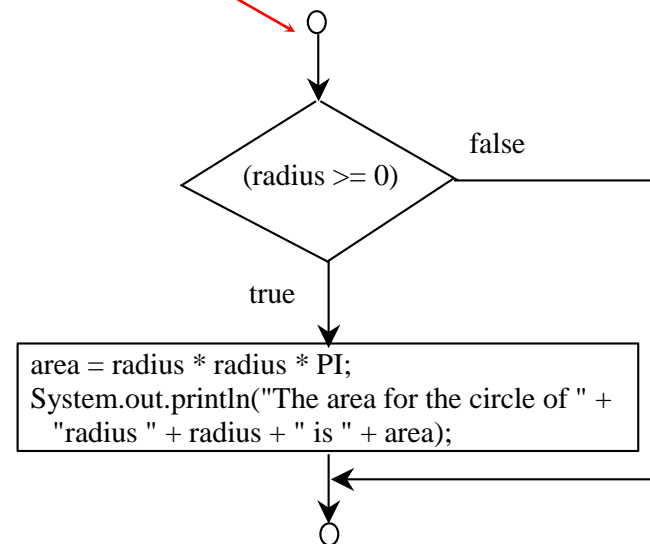 (radius >= 0)
false
true
area = radius * radius * PI;
System.out.println("The area for the circle of " +
"radius " + radius + " is " + area);